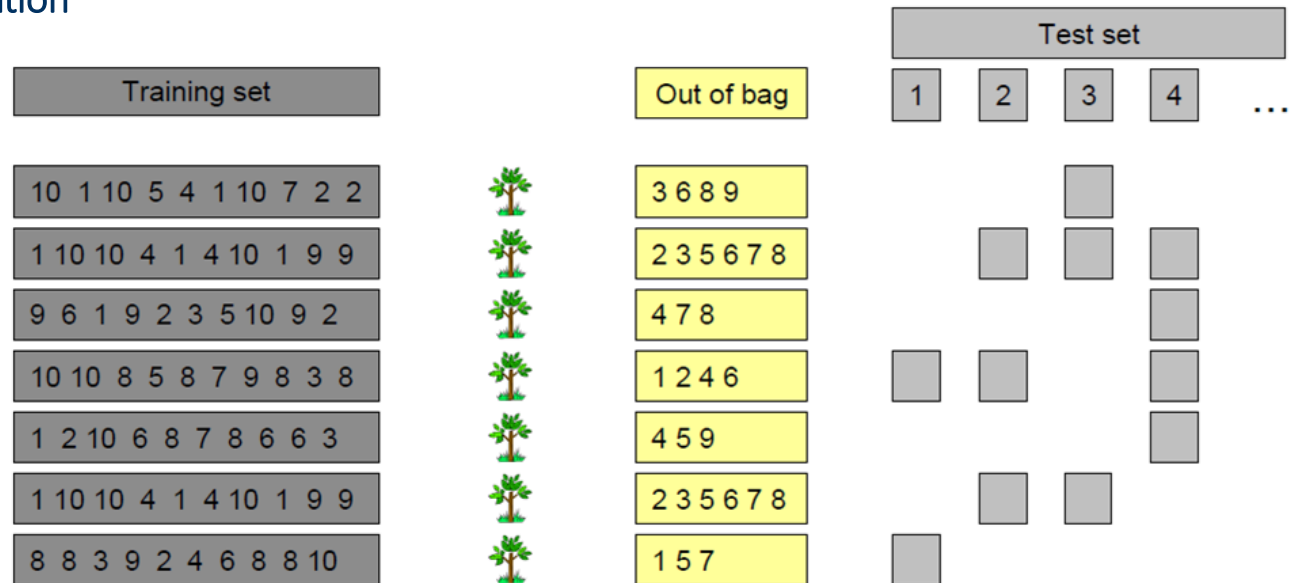 Test set
Training set Out of bag 1 2 3 4 ...
10 1 10 5 4 1 10 7 2 2 3 6 8 9
1 10 10 4 1 4 10 1 9 9 2 3 5 6 7 8
9 6 1 9 2 3 5 10 9 2 4 7 8
10 10 8 5 8 7 9 8 3 8 1 2 4 6
1 2 10 6 8 7 8 6 6 3 4 5 9
1 10 10 4 1 4 10 1 9 9 2 3 5 6 7 8
8 8 3 9 2 4 6 8 8 10 1 5 7